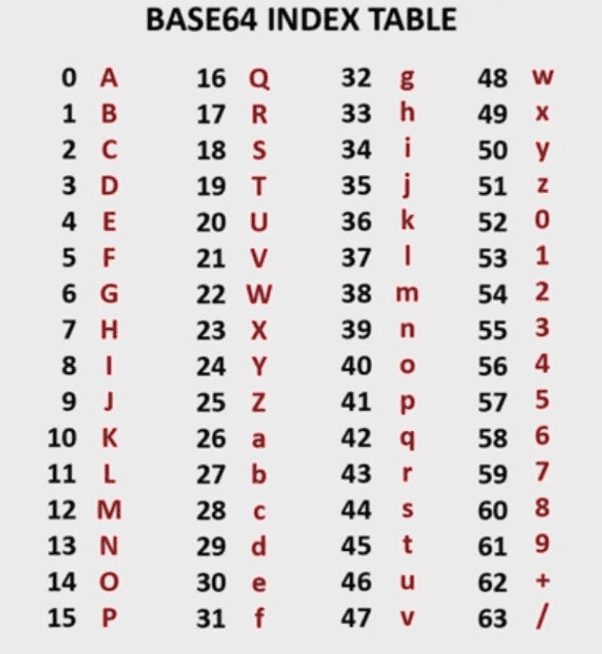 BASE64 INDEX TABLE
0 A 16 Q 32 g 48 w
1 B 17 R 33 h 49 x
2 C 18 S 34 i 50 y
3 D 19 T 35 j 51 z
4 E 20 U 36 k 52 0
5 F 21 V 37 l 53 1
6 G 22 W 38 m 54 2
7 H 23 X 39 n 55 3
8 I 24 Y 40 o 56 4
9 J 25 Z 41 p 57 5
10 K 26 a 42 q 58 6
11 L 27 b 43 r 59 7
12 M 28 c 44 s 60 8
13 N 29 d 45 t 61 9
14 O 30 e 46 u 62 +
15 P 31 f 47 v 63 /